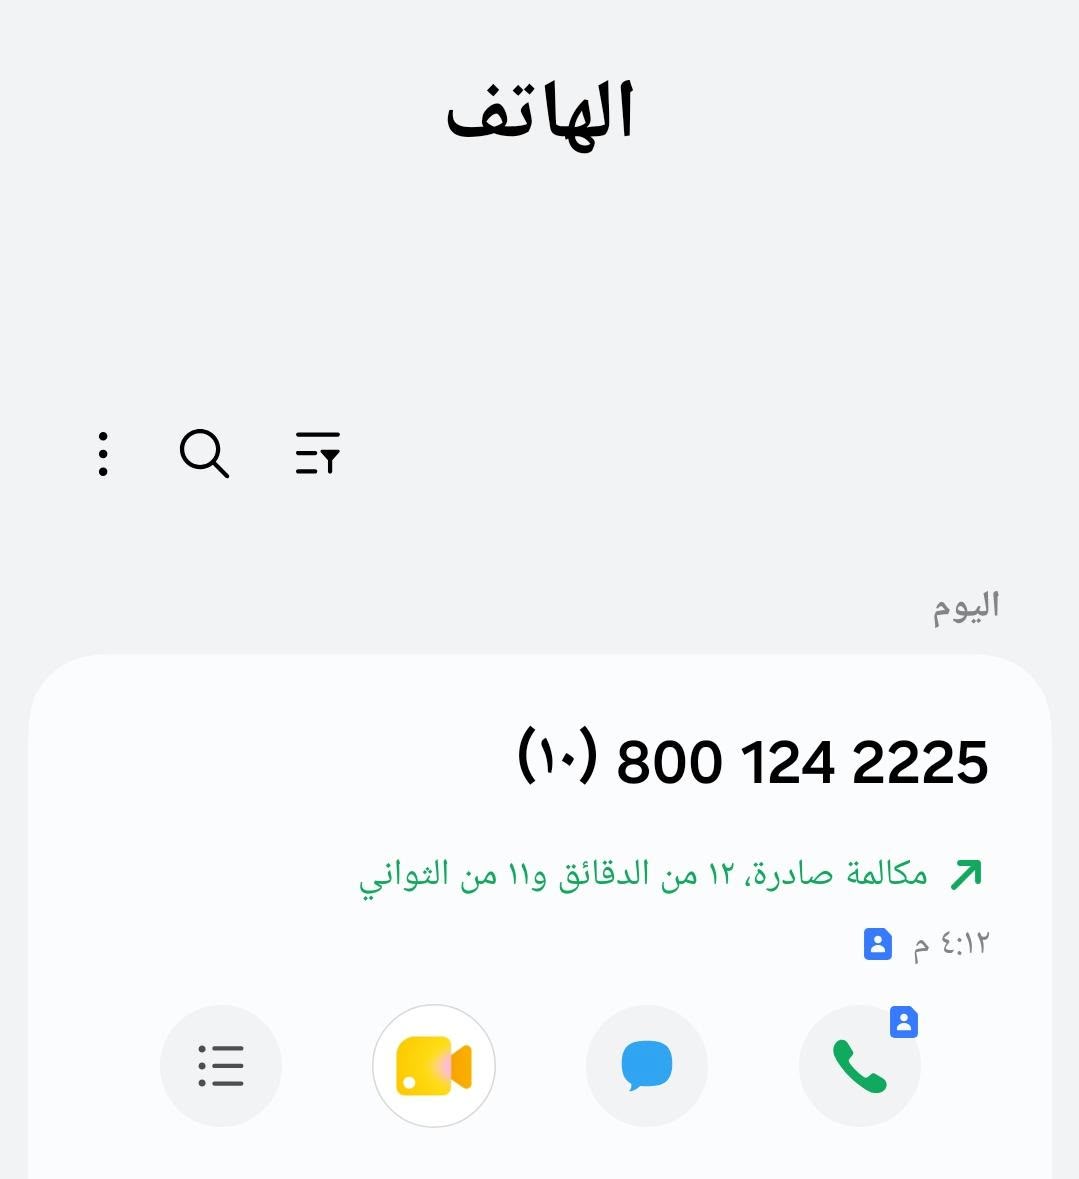 الهاتف
اليوم
800 124 2225 (١٠)
مكالمة صادرة، ١٢ من الدقائق و١١ من الثواني
٤:١٢ م